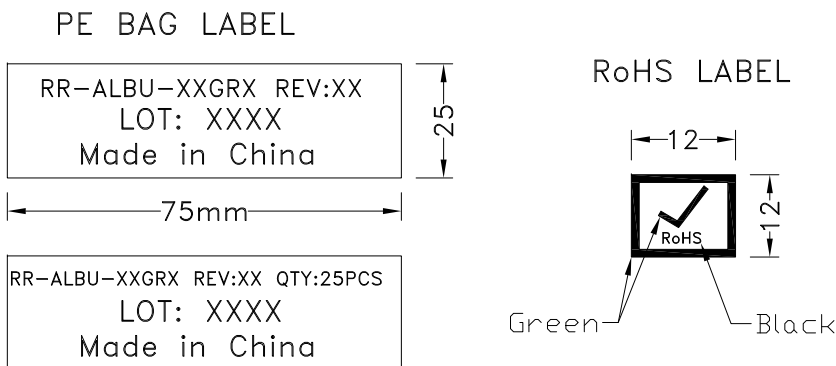 PE BAG LABEL
RR-ALBU-XXGRX REV:XX
LOT: XXXX
Made in China
25
75mm
RR-ALBU-XXGRX REV:XX QTY:25PCS
LOT: XXXX
Made in China
RoHS LABEL
12
12
RoHS
Green
Black